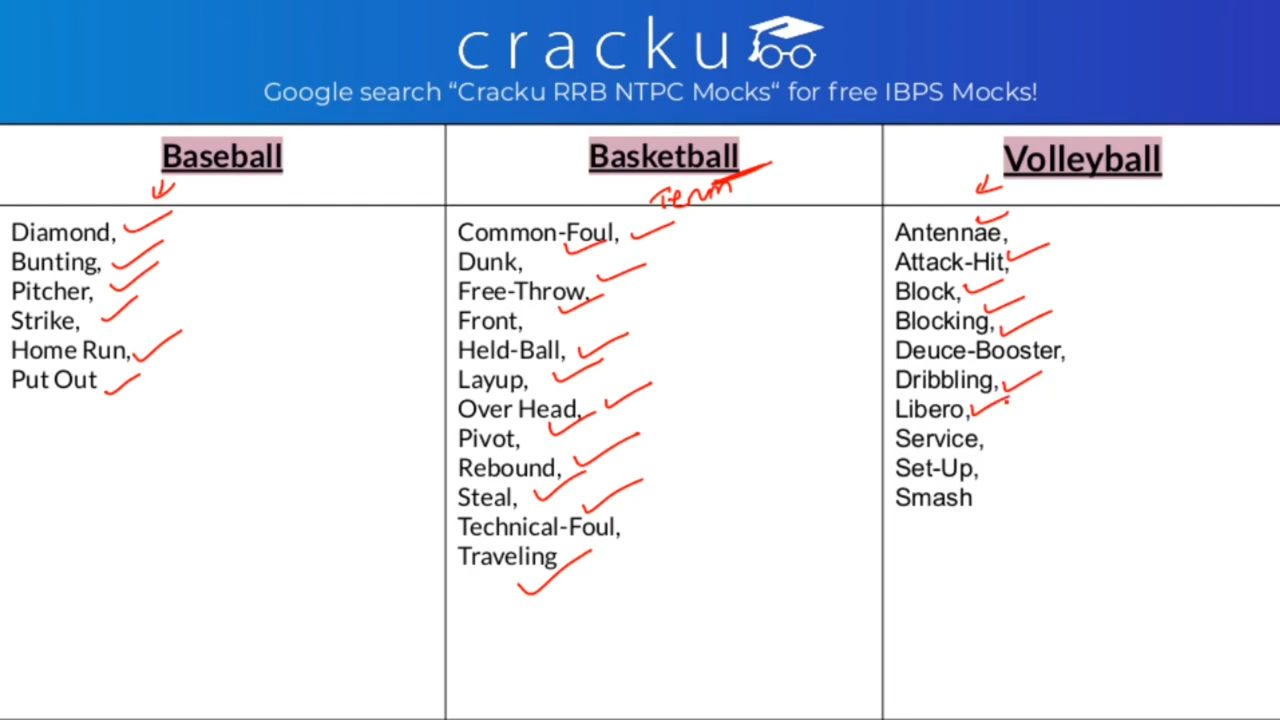 cracku
Google search “Cracku RRB NTPC Mocks“ for free IBPS Mocks!
Baseball
Basketball
Volleyball
Term
Diamond,
Bunting,
Pitcher,
Strike,
Home Run,
Put Out
Common-Foul,
Dunk,
Free-Throw,
Front,
Held-Ball,
Layup,
Over Head,
Pivot,
Rebound,
Steal,
Technical-Foul,
Traveling
Antennae,
Attack-Hit,
Block,
Blocking,
Deuce-Booster,
Dribbling,
Libero,
Service,
Set-Up,
Smash